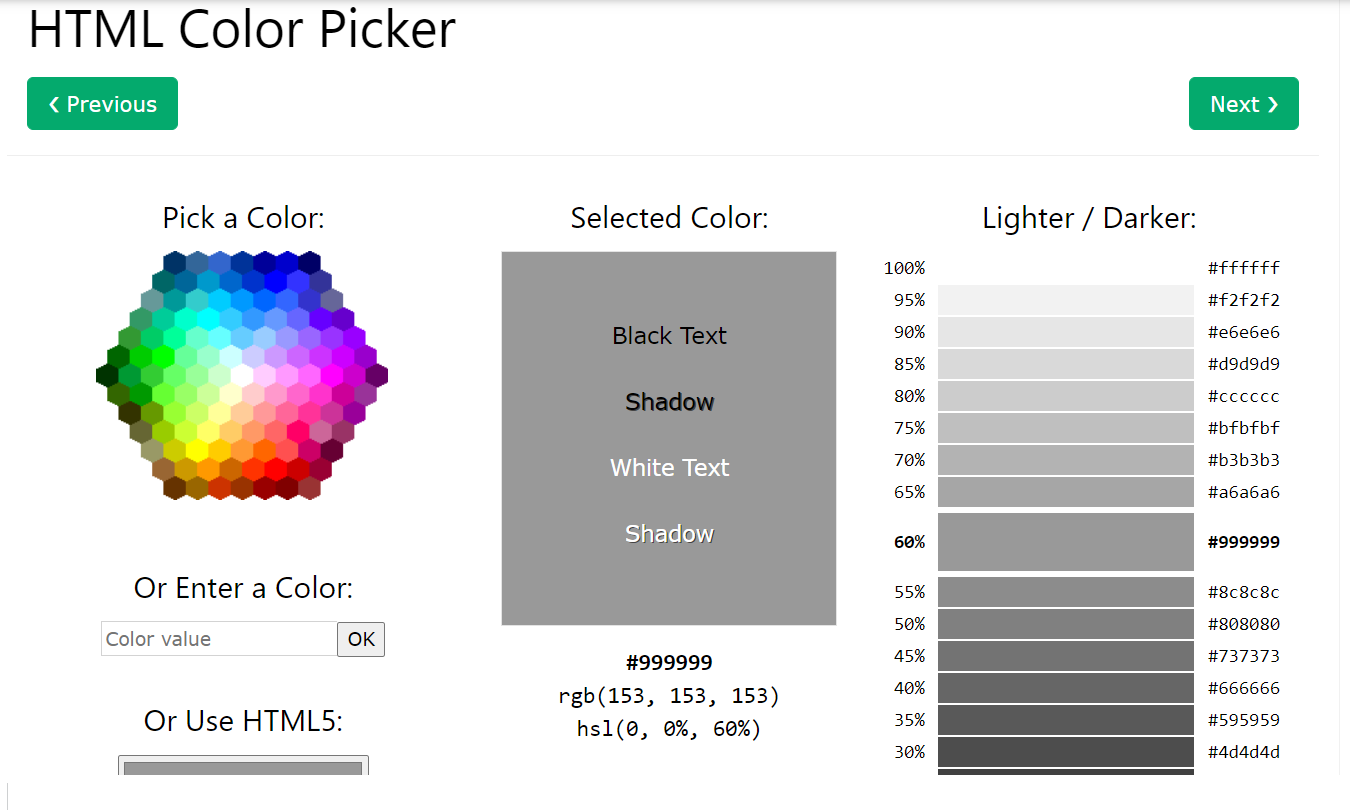 HTML Color Picker
❮ Previous
Next ❯
Pick a Color:
Or Enter a Color:
Color value
OK
Or Use HTML5:
Selected Color:
Black Text
Shadow
White Text
Shadow
#999999
rgb(153, 153, 153)
hsl(0, 0%, 60%)
Lighter / Darker:
100% #ffffff
95% #f2f2f2
90% #e6e6e6
85% #d9d9d9
80% #cccccc
75% #bfbfbf
70% #b3b3b3
65% #a6a6a6
60% #999999
55% #8c8c8c
50% #808080
45% #737373
40% #666666
35% #595959
30% #4d4d4d